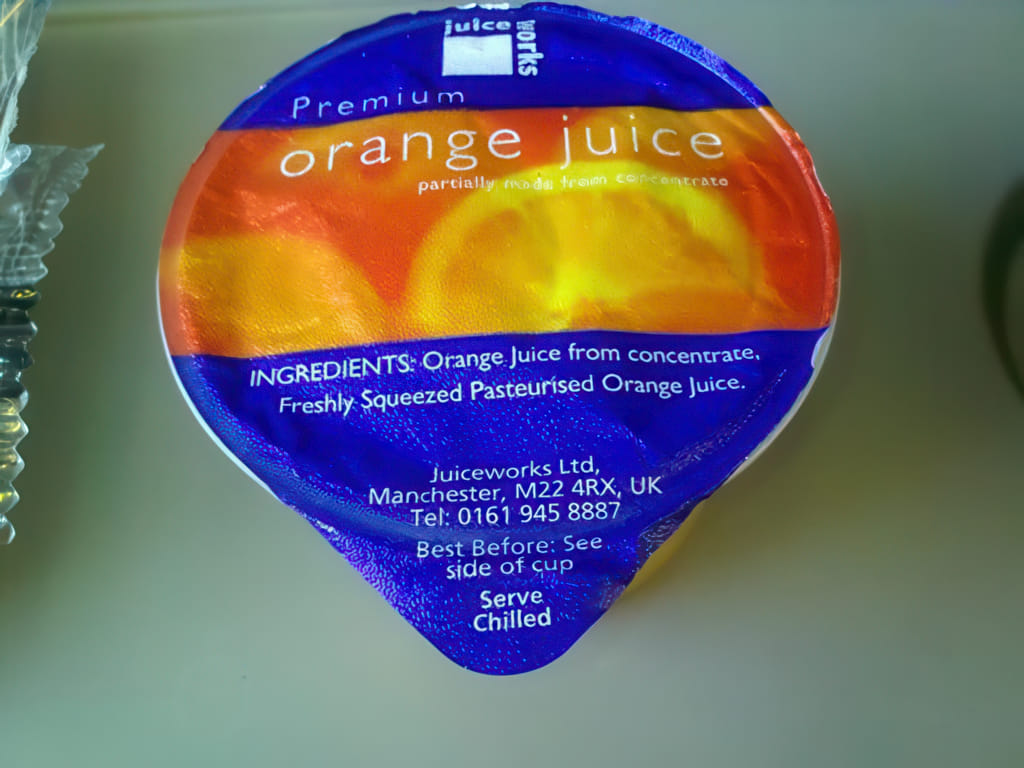 juice
works
Premium
orange juice
partially made from concentrate
INGREDIENTS: Orange Juice from concentrate,
Freshly Squeezed Pasteurised Orange Juice.
Juiceworks Ltd,
Manchester, M22 4RX, UK
Tel: 0161 945 8887
Best Before: See
side of cup
Serve
Chilled